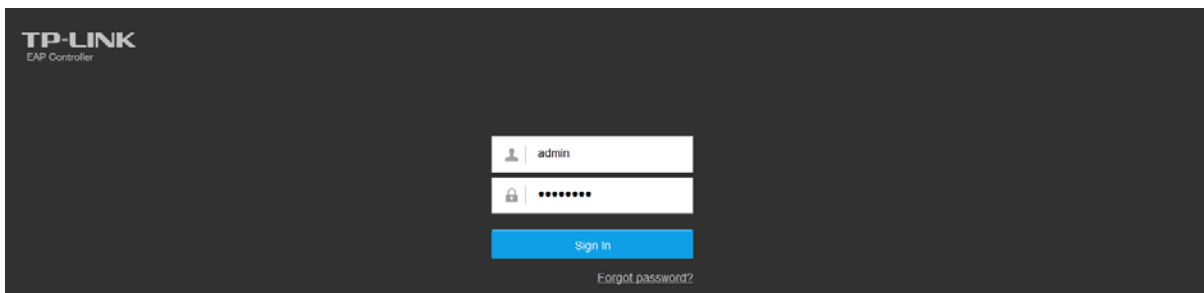 TP-LINK
EAP Controller
admin
••••••••
Sign In
Forgot password?